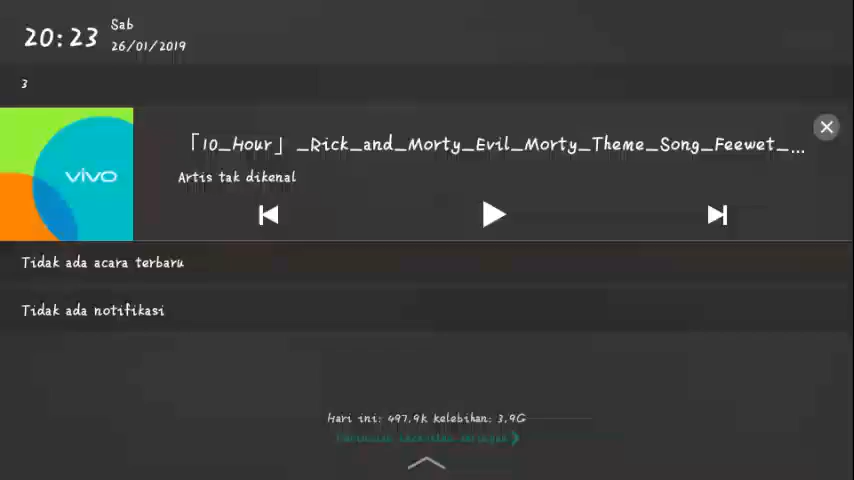 20:23
Sab
26/01/2019
3
vivo
「10_Hour」_Rick_and_Morty_Evil_Morty_Theme_Song_Feewet_...
Artis tak dikenal
Tidak ada acara terbaru
Tidak ada notifikasi
Hari ini: 497.9K kelebihan: 3.9G